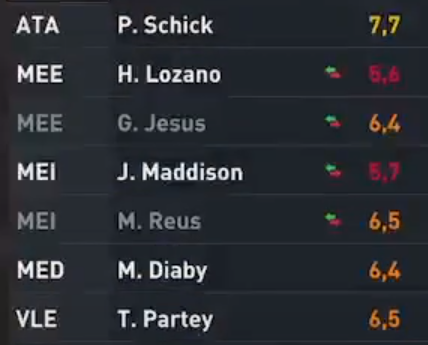 ATA P. Schick 7,7
MEE H. Lozano 5,6
MEE G. Jesus 6,4
MEI J. Maddison 5,7
MEI M. Reus 6,5
MED M. Diaby 6,4
VLE T. Partey 6,5